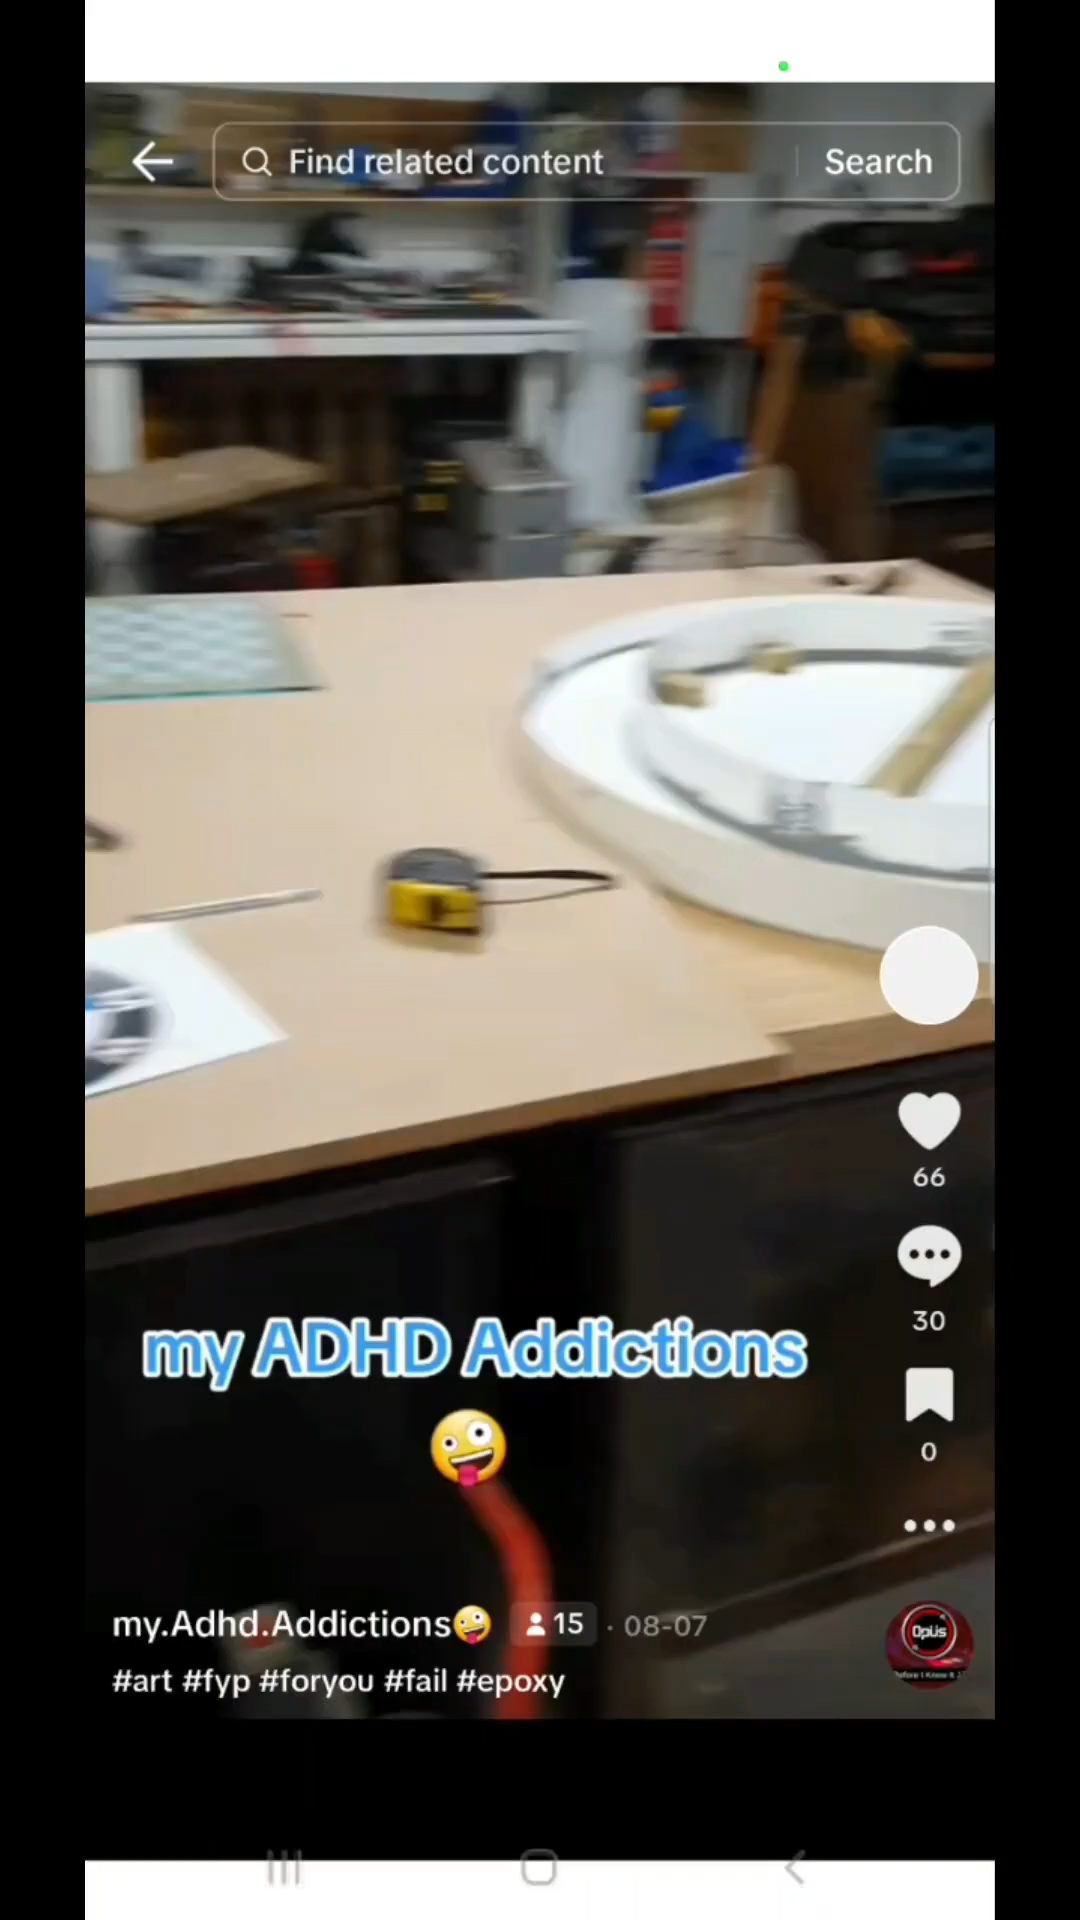 Find related content
Search
66
30
0
my ADHD Addictions
🤪
my.Adhd.Addictions🤪 15 · 08-07
#art #fyp #foryou #fail #epoxy
OpUs